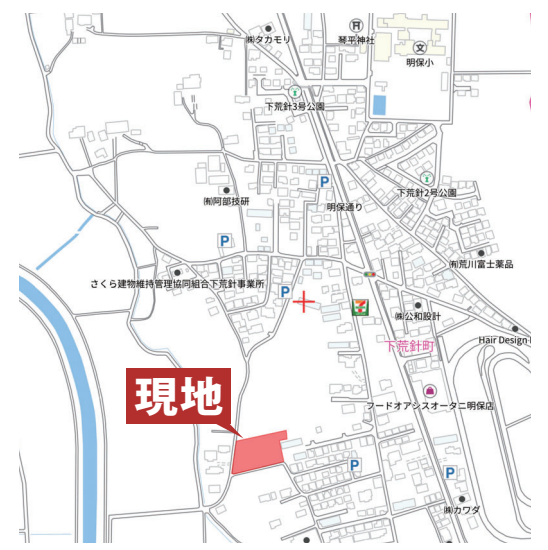 ㈱タカモリ
琴平神社
文
明保小
下荒針3号公園
P
下荒針2号公園
㈲阿部技研
明保通り
P
㈲荒川富士薬品
さくら建物維持管理協同組合下荒針事業所
P
7
㈱公和設計
Hair Design
下荒針町
現地
フードオアシスオータニ明保店
P
P
㈱カワダ